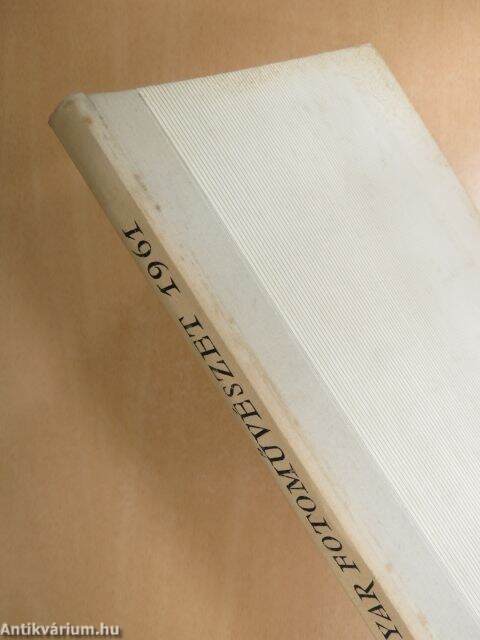 YAR FOTOMŰVÉSZET 1961
Antikvárium.hu